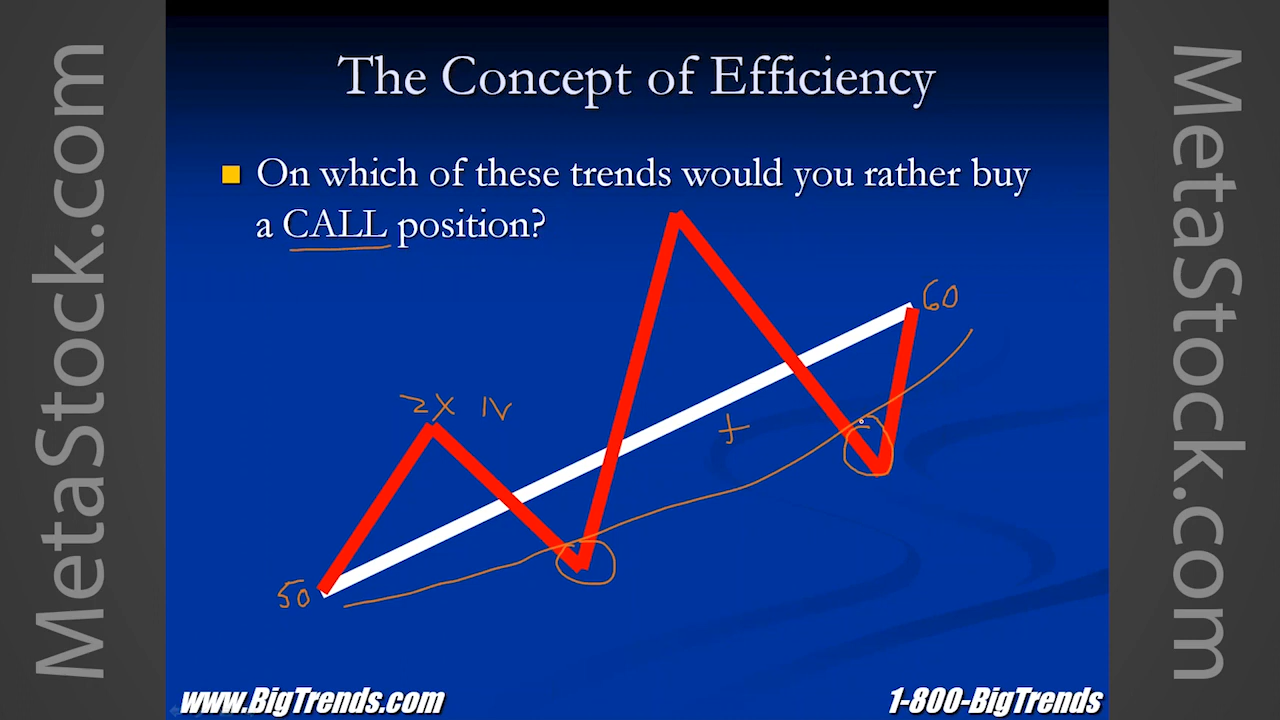 The Concept of Efficiency
On which of these trends would you rather buy
a CALL position?
60
2X IV
+
50
www.BigTrends.com
1-800-BigTrends
MetaStock.com
MetaStock.com